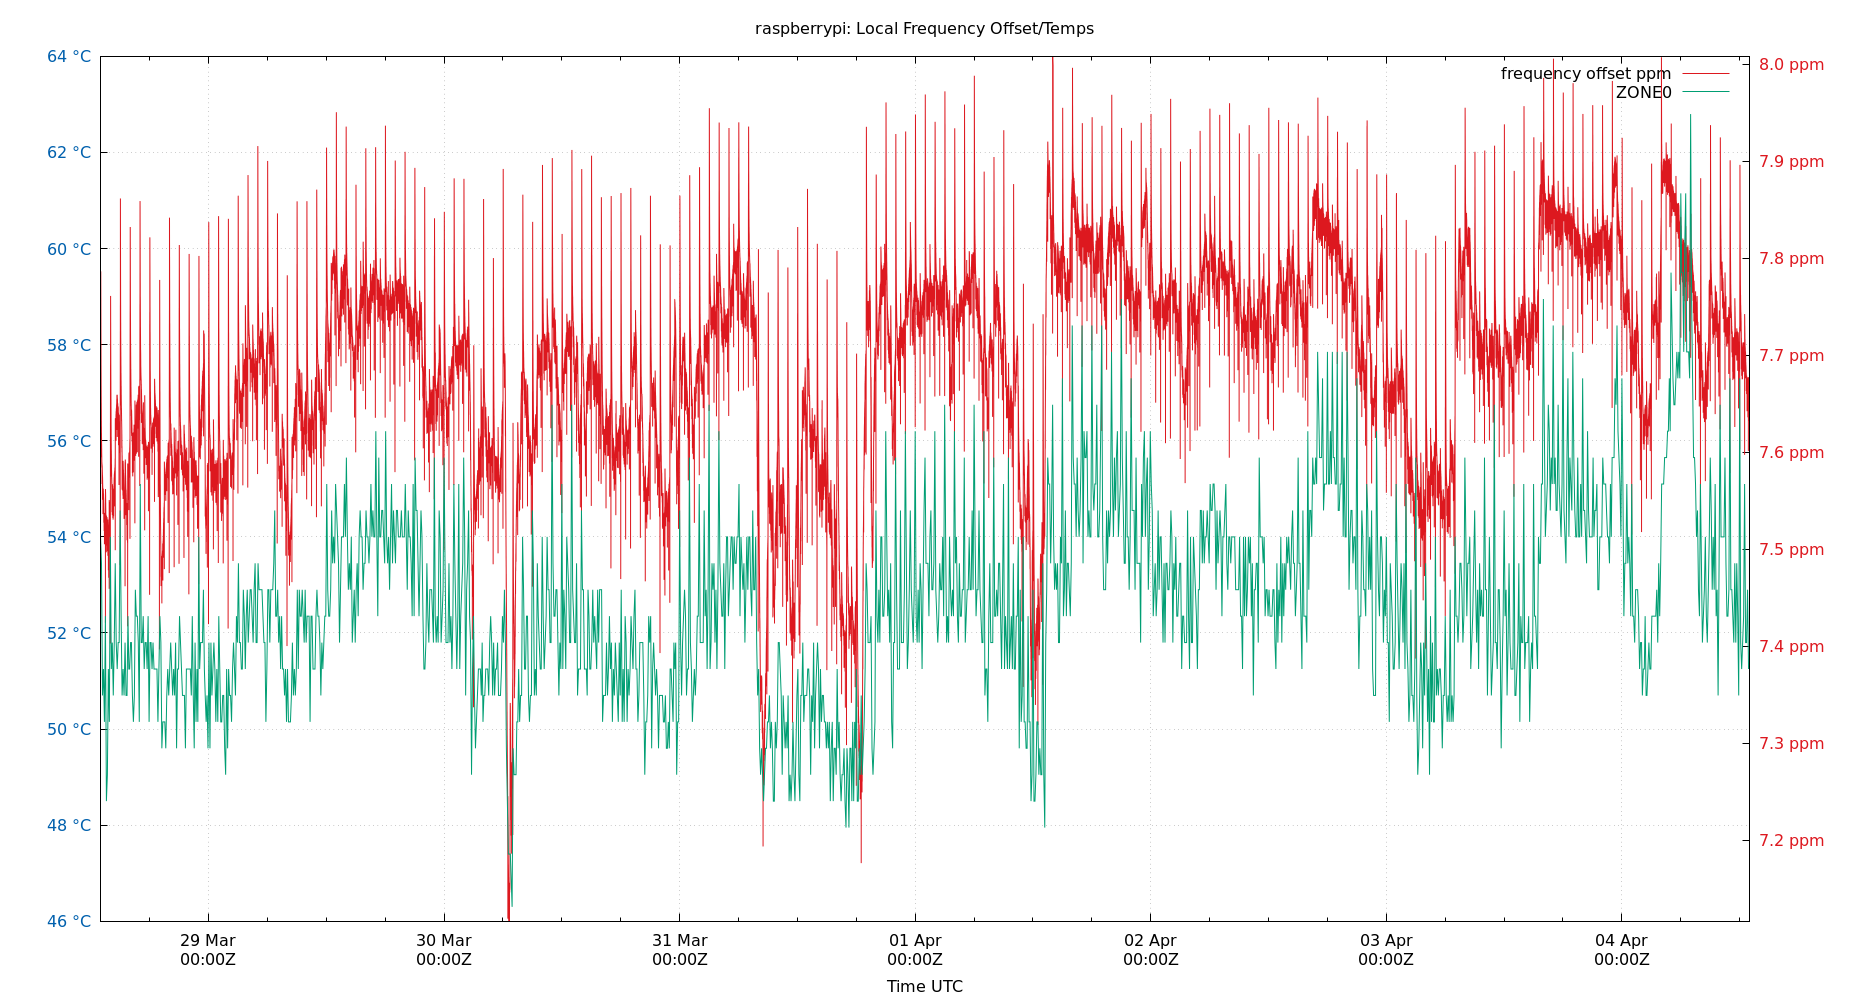 raspberrypi: Local Frequency Offset/Temps
64 °C
62 °C
60 °C
58 °C
56 °C
54 °C
52 °C
50 °C
48 °C
46 °C
frequency offset ppm
ZONE0
8.0 ppm
7.9 ppm
7.8 ppm
7.7 ppm
7.6 ppm
7.5 ppm
7.4 ppm
7.3 ppm
7.2 ppm
29 Mar
00:00Z
30 Mar
00:00Z
31 Mar
00:00Z
01 Apr
00:00Z
02 Apr
00:00Z
03 Apr
00:00Z
04 Apr
00:00Z
Time UTC